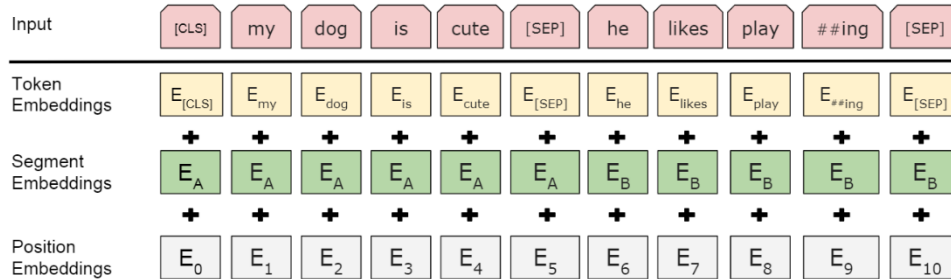 Input [CLS] my dog is cute [SEP] he likes play ##ing [SEP]
Token
Embeddings
E[CLS] Emy Edog Eis Ecute E[SEP] Ehe Elikes Eplay E##ing E[SEP]
+ + + + + + + + + + +
Segment
Embeddings
EA EA EA EA EA EA EB EB EB EB EB
+ + + + + + + + + + +
Position
Embeddings
E0 E1 E2 E3 E4 E5 E6 E7 E8 E9 E10